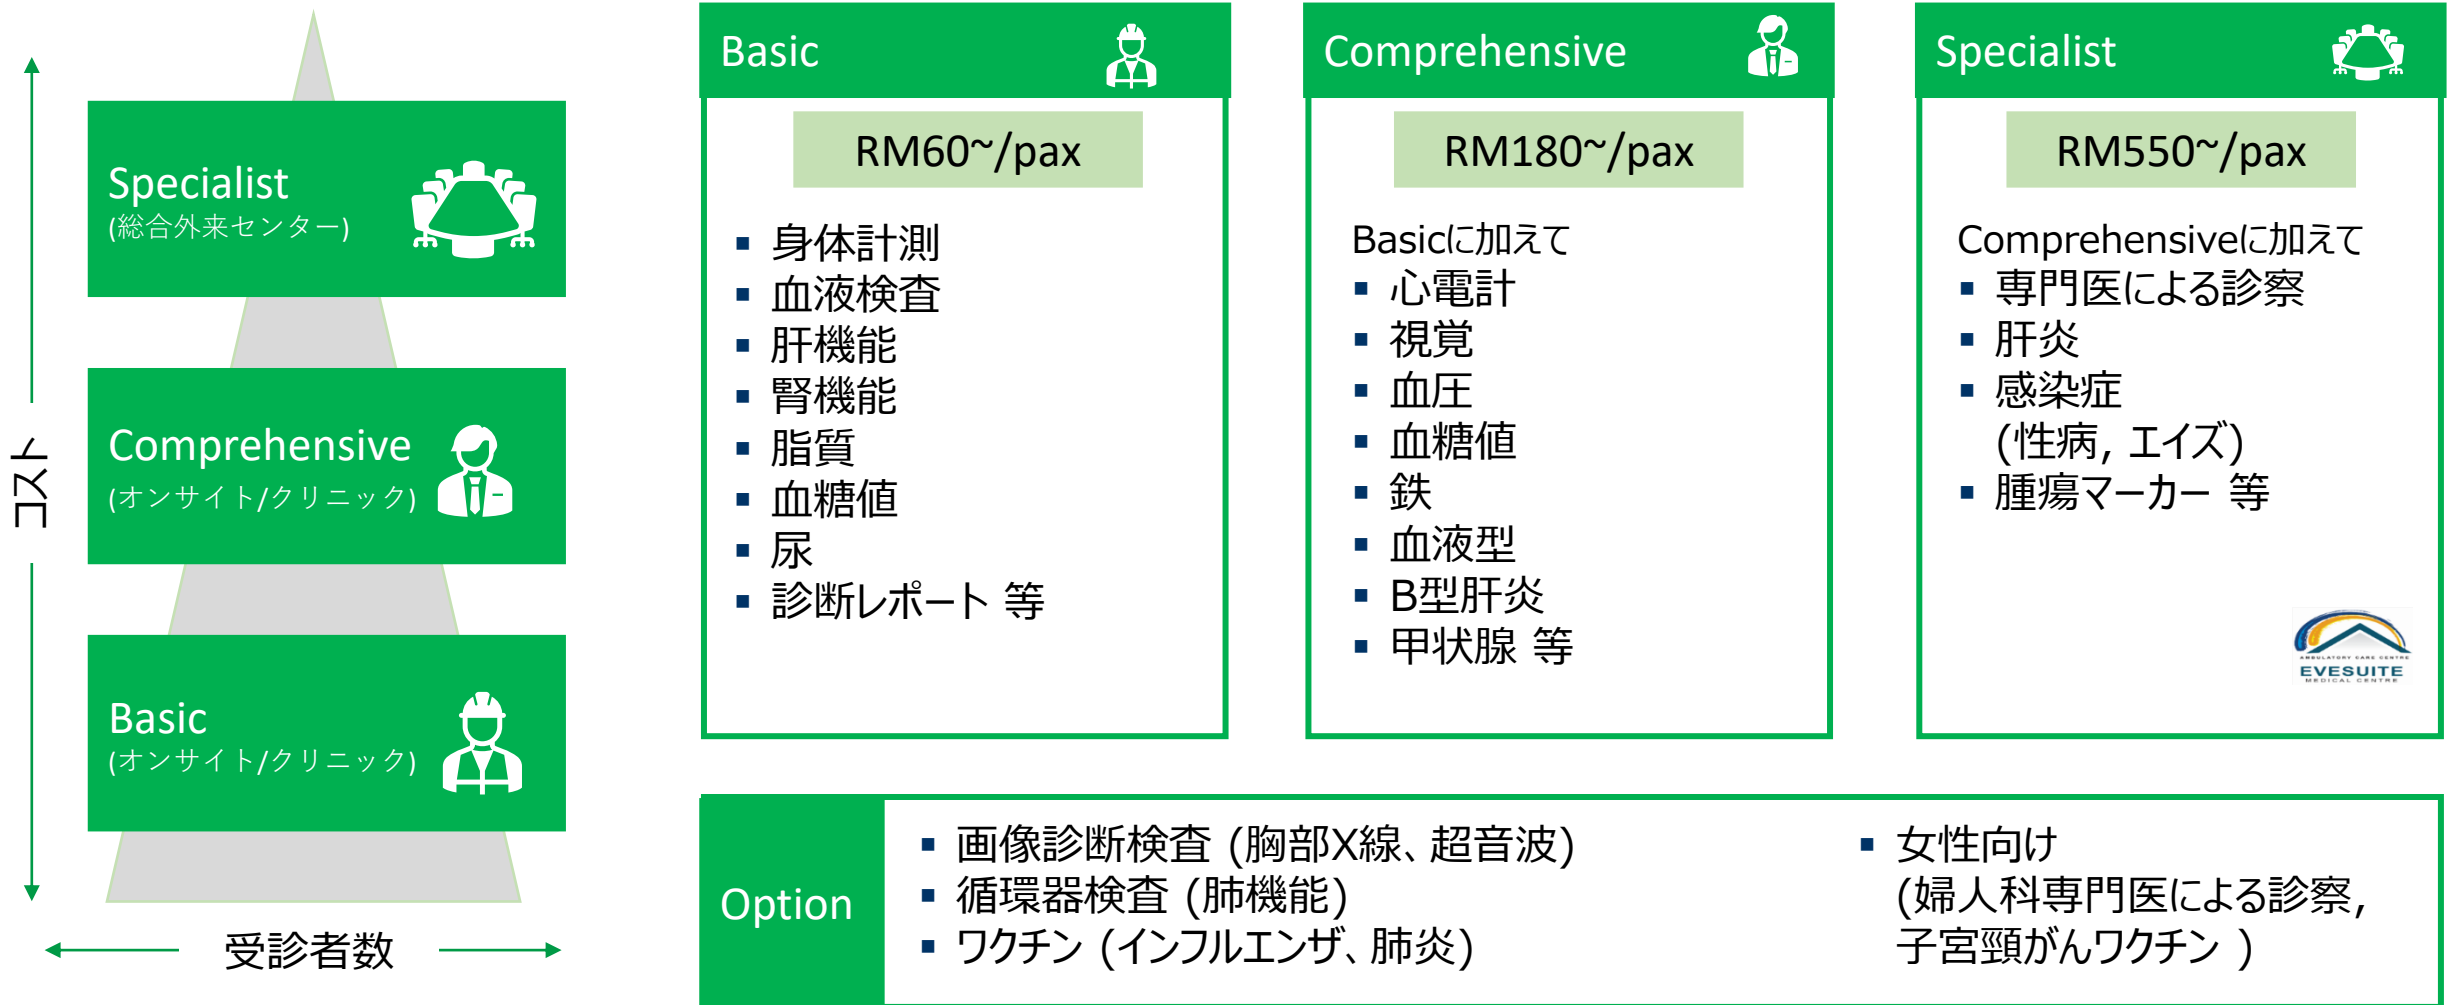 コスト
Specialist
(総合外来センター)
Comprehensive
(オンサイト/クリニック)
Basic
(オンサイト/クリニック)
受診者数
Basic
RM60~/pax
身体計測
血液検査
肝機能
腎機能
脂質
血糖値
尿
診断レポート 等
Comprehensive
RM180~/pax
Basicに加えて
心電計
視覚
血圧
血糖値
鉄
血液型
B型肝炎
甲状腺 等
Specialist
RM550~/pax
Comprehensiveに加えて
専門医による診察
肝炎
感染症
(性病, エイズ)
腫瘍マーカー 等
AMBULATORY CARE CENTRE
EVESUITE
MEDICAL CENTRE
Option
画像診断検査 (胸部X線、超音波)
循環器検査 (肺機能)
ワクチン (インフルエンザ、肺炎)
女性向け
(婦人科専門医による診察,
子宮頸がんワクチン )